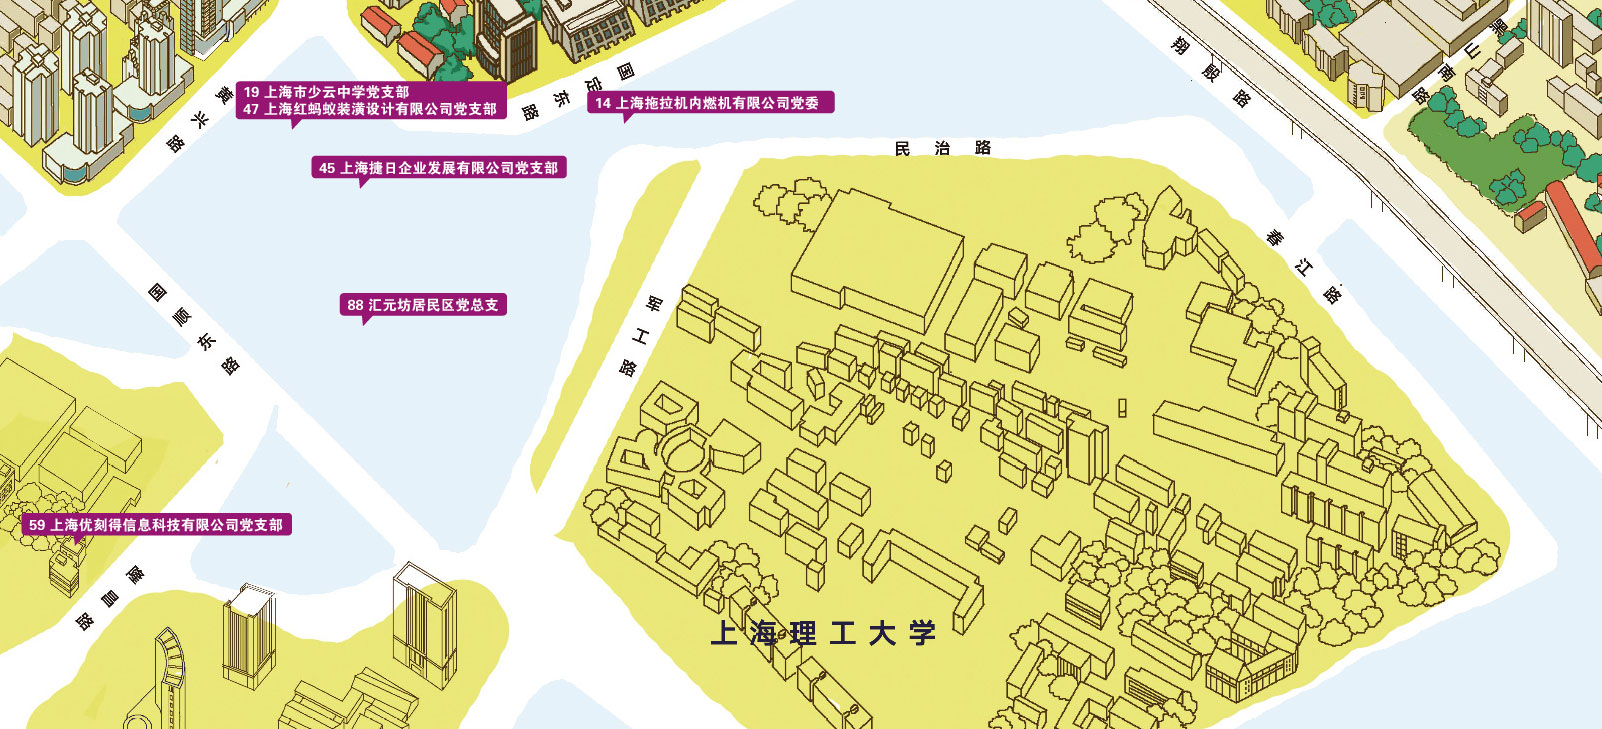 黑山南路
翔殷路
国定东路
19 上海市少云中学党支部
47 上海红蚂蚁装潢设计有限公司党支部
14 上海拖拉机内燃机有限公司党委
黄兴路
民治路
45 上海捷日企业发展有限公司党支部
春江路
国顺东路
88 汇元坊居民区党总支
理工路
59 上海优刻得信息科技有限公司党支部
隆昌路
上海理工大学